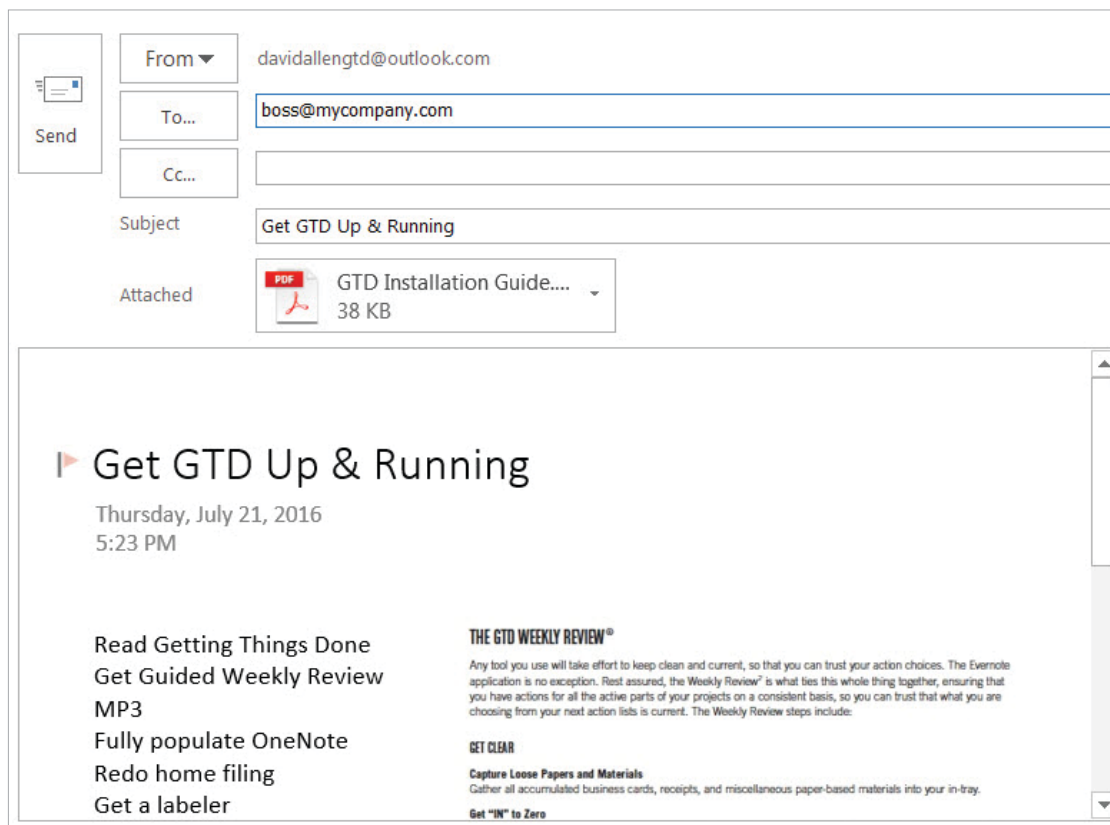 From
davidallengtd@outlook.com
Send
To...
boss@mycompany.com
Cc...
Subject
Get GTD Up & Running
Attached
PDF
GTD Installation Guide....
38 KB
Get GTD Up & Running
Thursday, July 21, 2016
5:23 PM
Read Getting Things Done
Get Guided Weekly Review
MP3
Fully populate OneNote
Redo home filing
Get a labeler
THE GTD WEEKLY REVIEW®
Any tool you use will take effort to keep clean and current, so that you can trust your action choices. The Evernote
application is no exception. Rest assured, the Weekly Review² is what ties this whole thing together, ensuring that
you have actions for all the active parts of your projects on a consistent basis, so you can trust that what you are
choosing from your next action lists is current. The Weekly Review steps include:
GET CLEAR
Capture Loose Papers and Materials
Gather all accumulated business cards, receipts, and miscellaneous paper-based materials into your in-tray.
Get “IN” to Zero